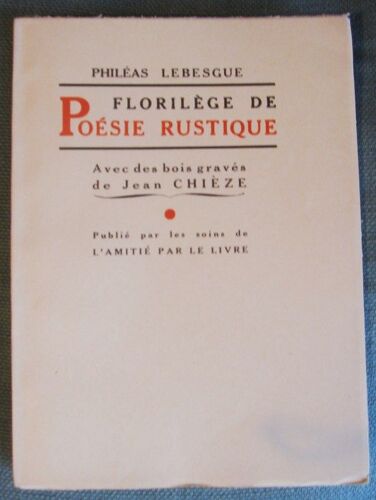 PHILÉAS LEBESGUE
FLORILÈGE DE
POÉSIE RUSTIQUE
Avec des bois gravés
de Jean CHIÈZE
Publié par les soins de
L'AMITIÉ PAR LE LIVRE